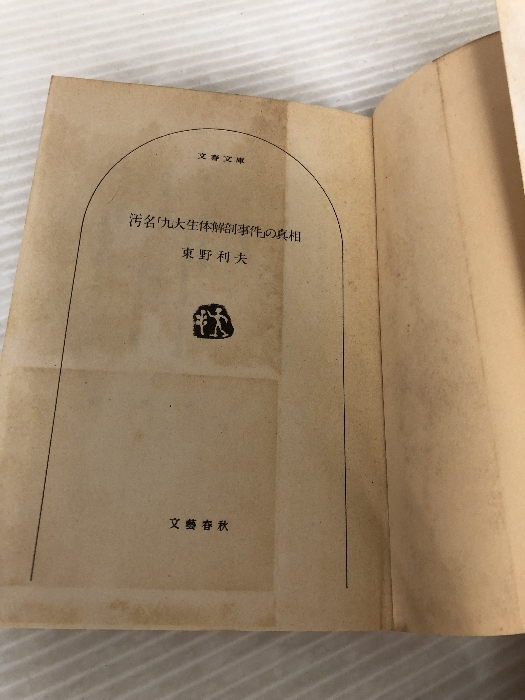 文春文庫
汚名「九大生体解剖事件」の真相
東野利夫
文藝春秋